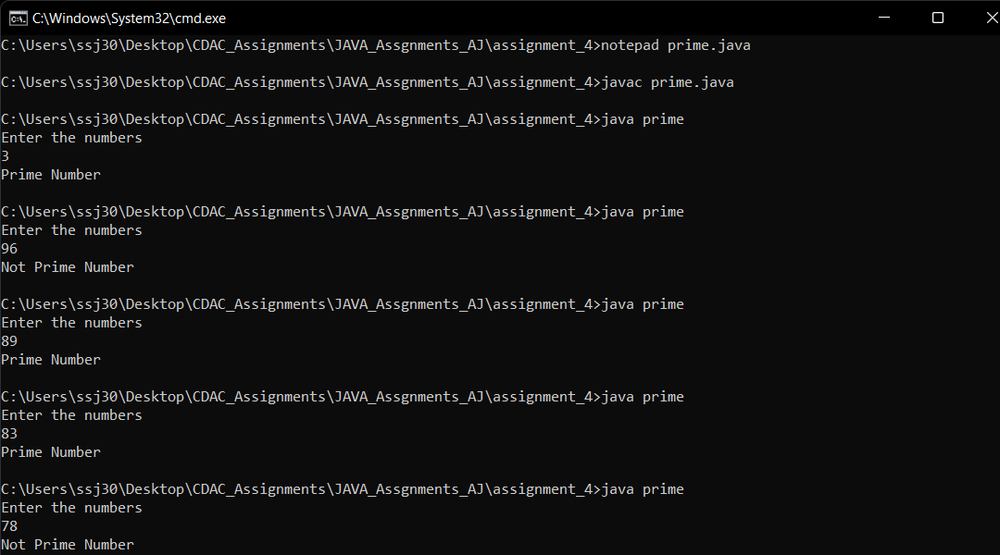 C:\Windows\System32\cmd.exe
C:\Users\ssj30\Desktop\CDAC_Assignments\JAVA_Assgnments_AJ\assignment_4>notepad prime.java
C:\Users\ssj30\Desktop\CDAC_Assignments\JAVA_Assgnments_AJ\assignment_4>javac prime.java
C:\Users\ssj30\Desktop\CDAC_Assignments\JAVA_Assgnments_AJ\assignment_4>java prime
Enter the numbers
3
Prime Number
C:\Users\ssj30\Desktop\CDAC_Assignments\JAVA_Assgnments_AJ\assignment_4>java prime
Enter the numbers
96
Not Prime Number
C:\Users\ssj30\Desktop\CDAC_Assignments\JAVA_Assgnments_AJ\assignment_4>java prime
Enter the numbers
89
Prime Number
C:\Users\ssj30\Desktop\CDAC_Assignments\JAVA_Assgnments_AJ\assignment_4>java prime
Enter the numbers
83
Prime Number
C:\Users\ssj30\Desktop\CDAC_Assignments\JAVA_Assgnments_AJ\assignment_4>java prime
Enter the numbers
78
Not Prime Number